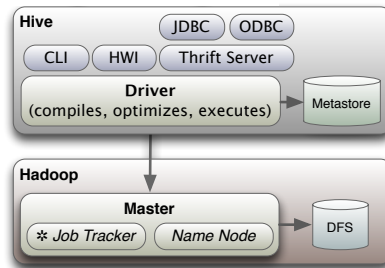 Hive
JDBC ODBC
CLI HWI Thrift Server
Driver
(compiles, optimizes, executes)
Metastore
Hadoop
Master
✲ Job Tracker Name Node
DFS